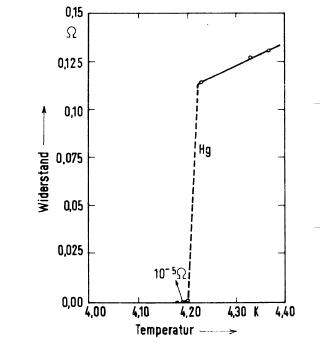 0,15
Ω
0,125
0,10
0,075
0,05
0,025
0,00
Widerstand
Hg
10⁻⁵Ω
4,00 4,10 4,20 4,30 K 4,40
Temperatur